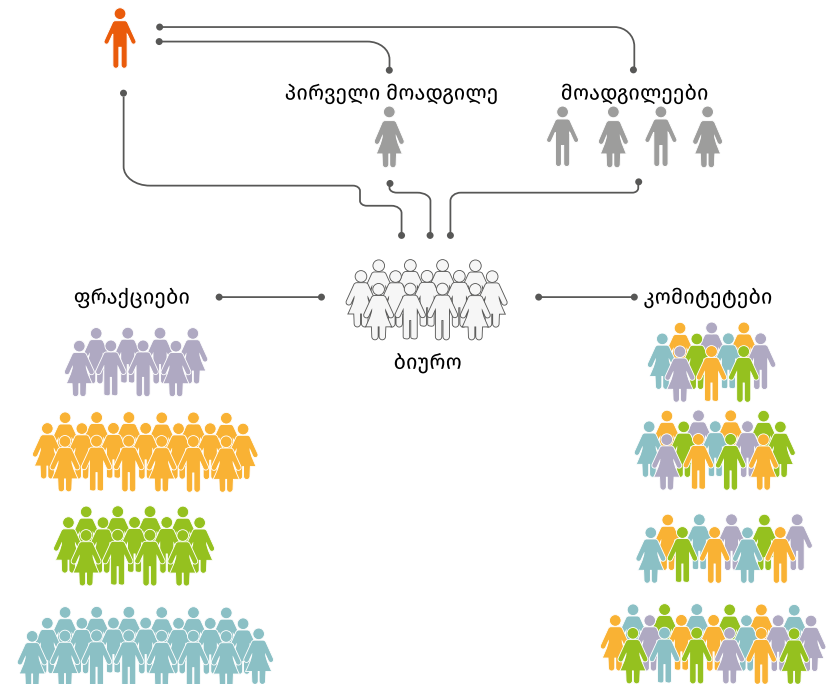 პირველი მოადგილე
მოადგილეები
ფრაქციები
კომიტეტები
ბიურო